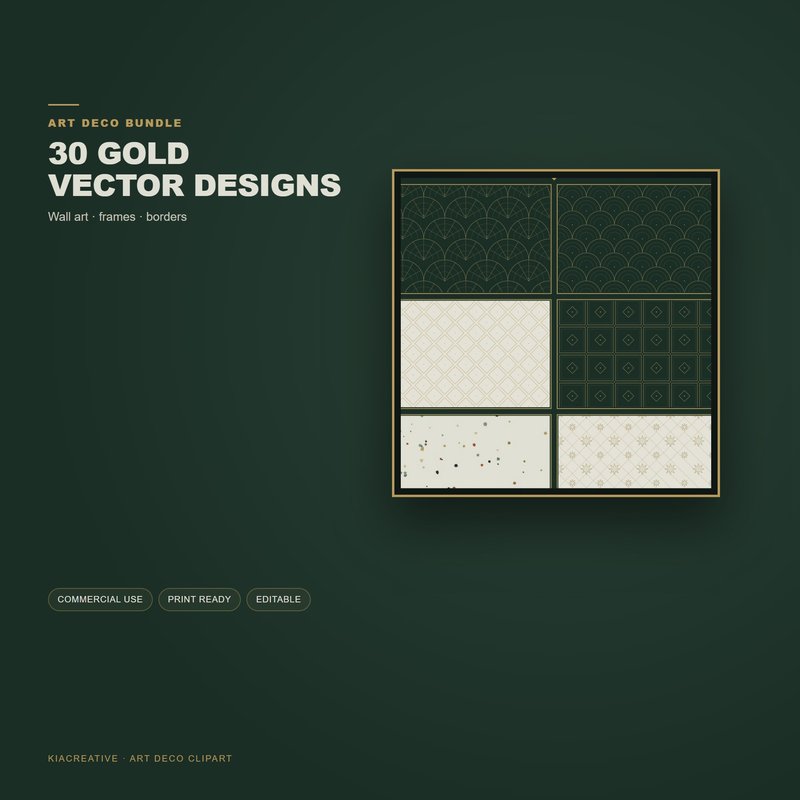 ART DECO BUNDLE
30 GOLD
VECTOR DESIGNS
Wall art · frames · borders
COMMERCIAL USE
PRINT READY
EDITABLE
KIACREATIVE · ART DECO CLIPART